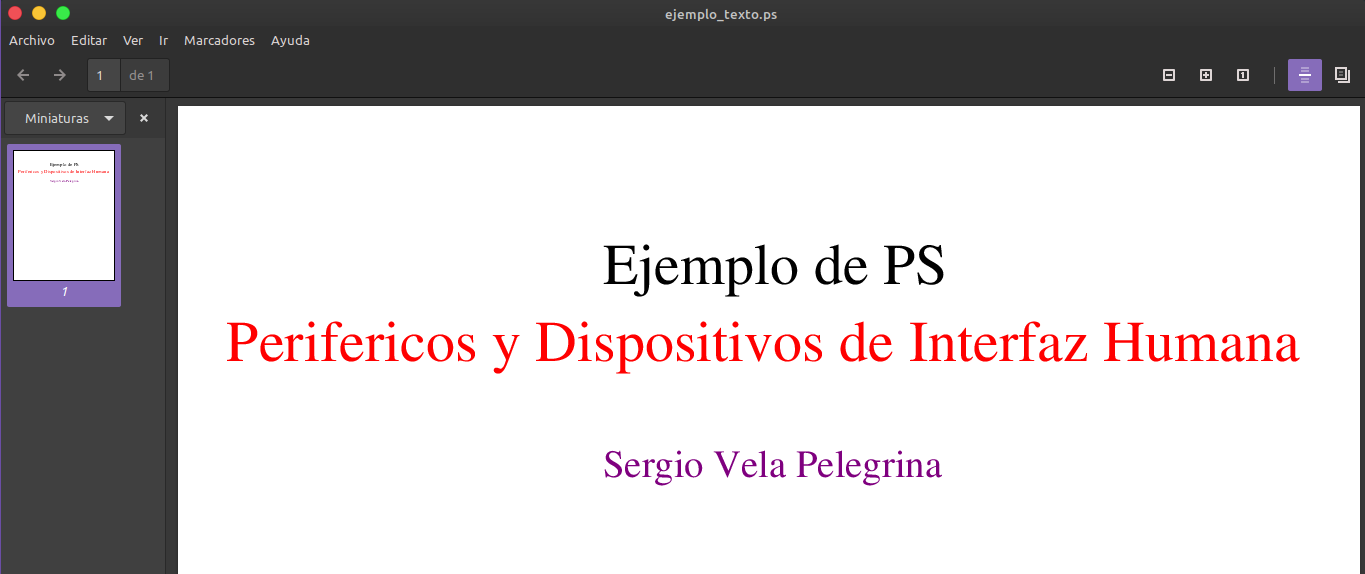 ejemplo_texto.ps
Archivo Editar Ver Ir Marcadores Ayuda
1 de 1
Miniaturas
Ejemplo de PS
Perifericos y Dispositivos de Interfaz Humana
Sergio Vela Pelegrina
1
Ejemplo de PS
Perifericos y Dispositivos de Interfaz Humana
Sergio Vela Pelegrina